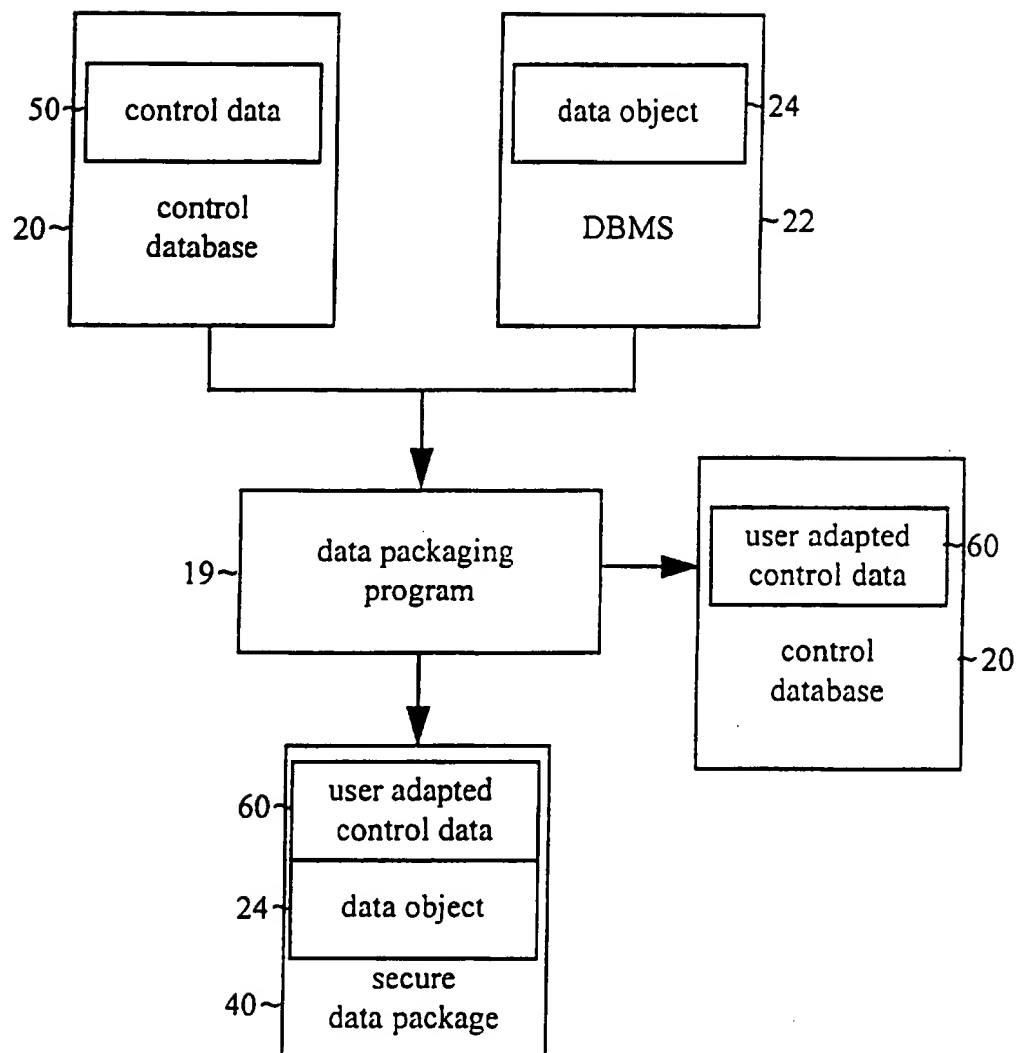 50~ control data
data object ~24
20~ control
database
DBMS ~22
19~ data packaging
program
user adapted ~60
control data
control
database ~20
60~ user adapted
control data
24~ data object
secure
40~ data package